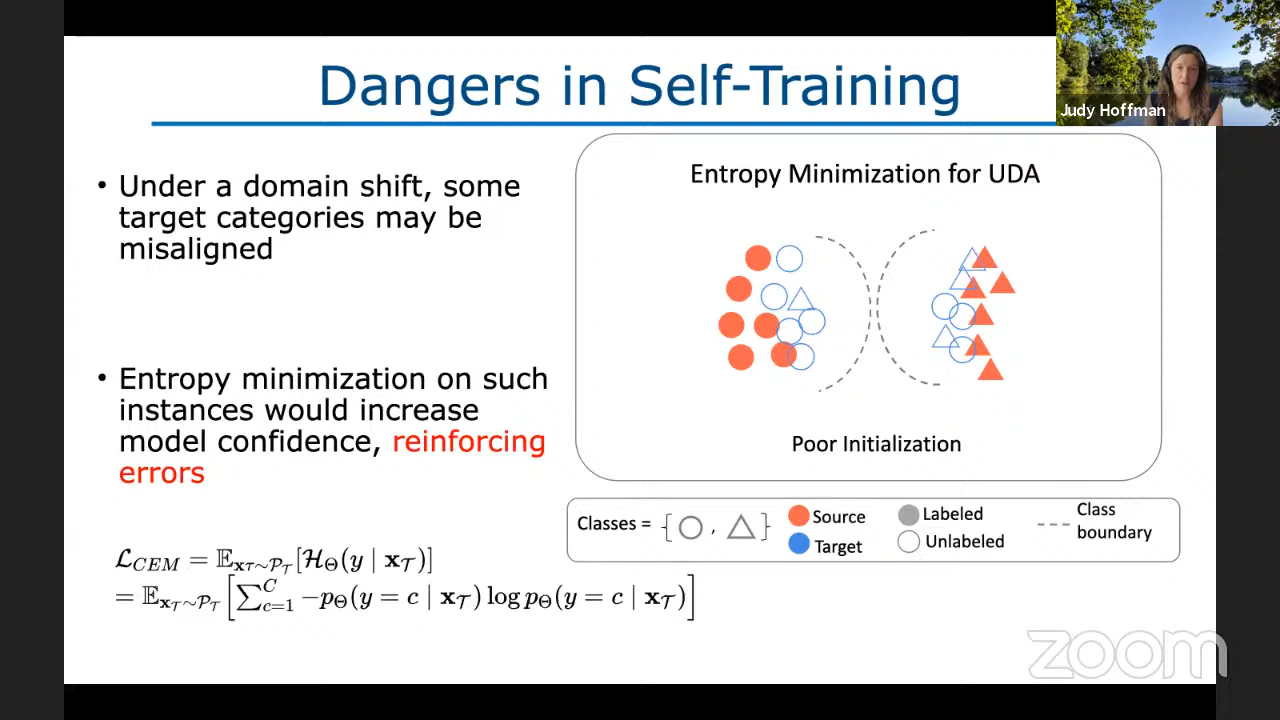 Dangers in Self-Training
Judy Hoffman
• Under a domain shift, some
target categories may be
misaligned
• Entropy minimization on such
instances would increase
model confidence, reinforcing
errors
Entropy Minimization for UDA
Poor Initialization
Classes = { ○ , △ }
Source
Target
Labeled
Unlabeled
Class
boundary
𝓛_{CEM} = 𝔼_{𝐱_𝒯∼𝒫_𝒯}[𝓗_Θ(y | 𝐱_𝒯)]
= 𝔼_{𝐱_𝒯∼𝒫_𝒯}[∑_{c=1}^{C} −p_Θ(y = c | 𝐱_𝒯) log p_Θ(y = c | 𝐱_𝒯)]
zoom